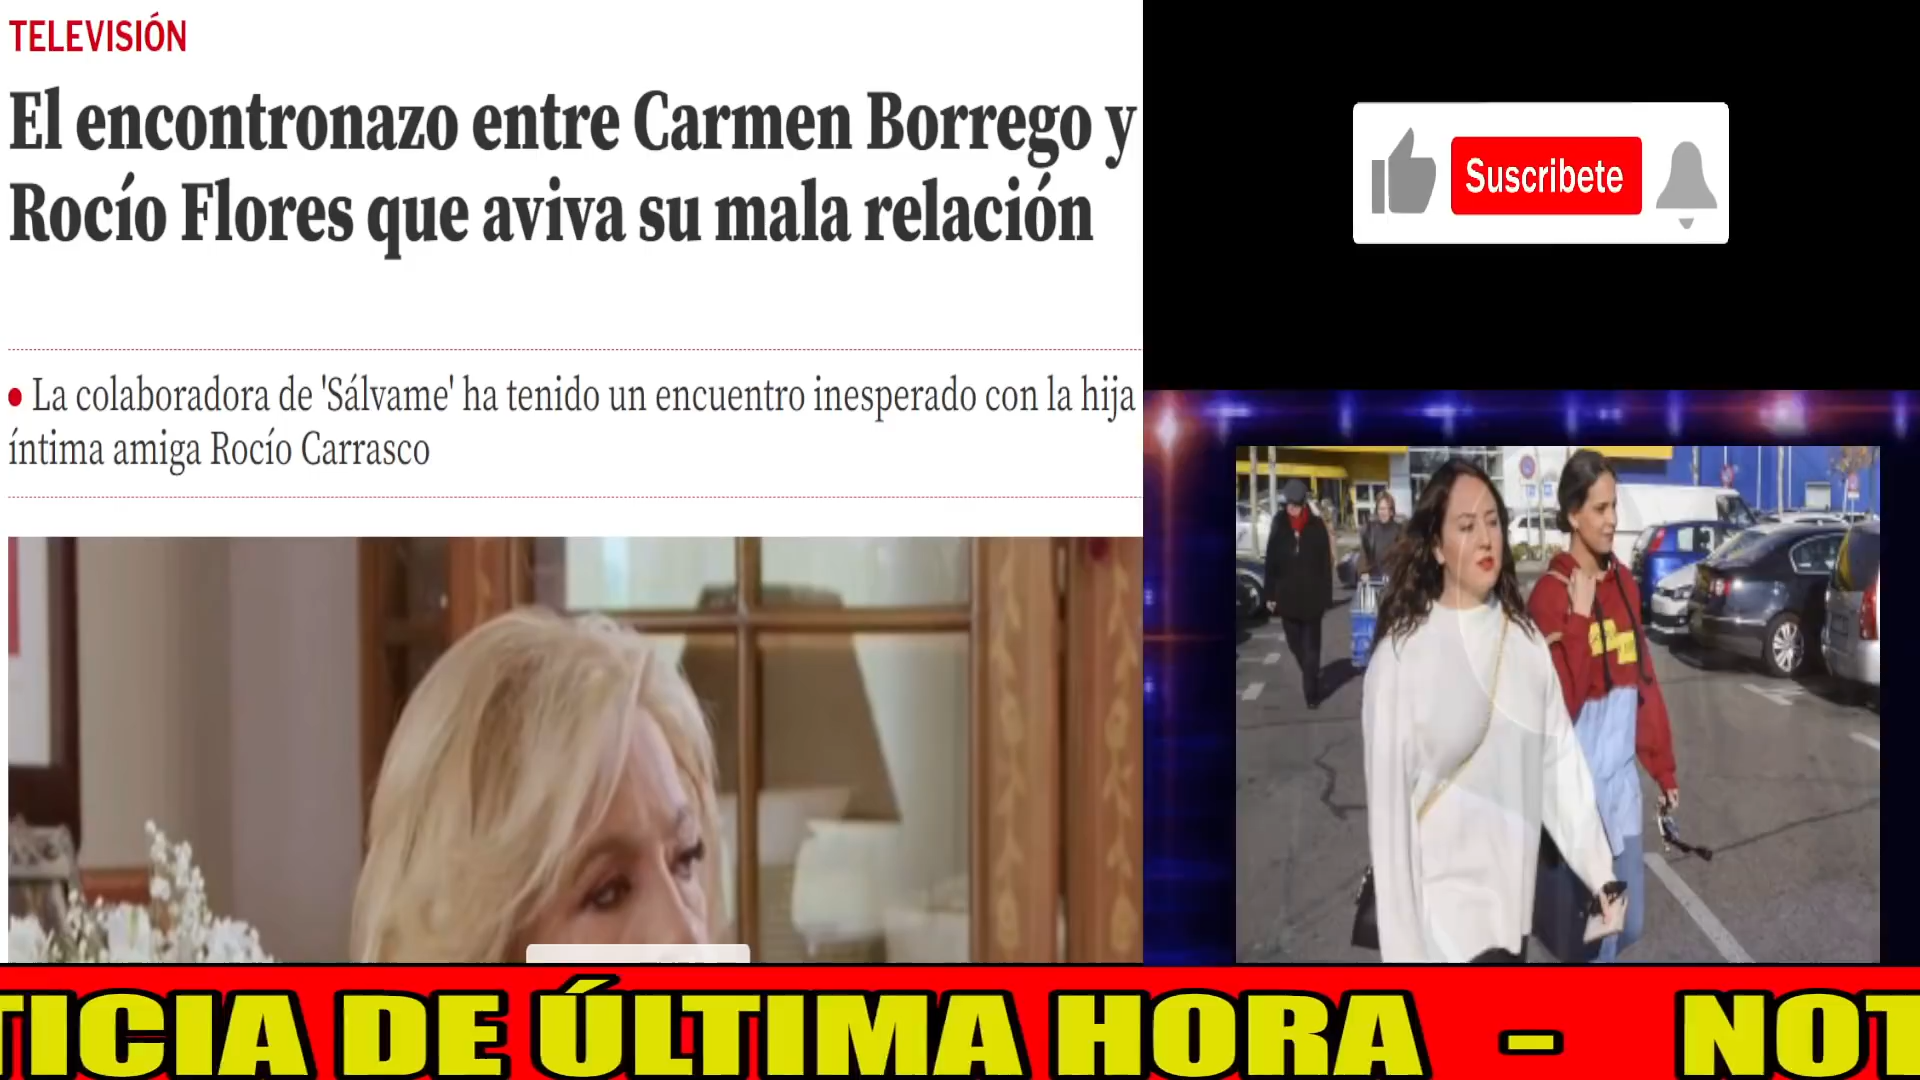 TELEVISIÓN
El encontronazo entre Carmen Borrego y
Rocío Flores que aviva su mala relación
La colaboradora de 'Sálvame' ha tenido un encuentro inesperado con la hija
íntima amiga Rocío Carrasco
Suscribete
TICIA DE ÚLTIMA HORA - NOT